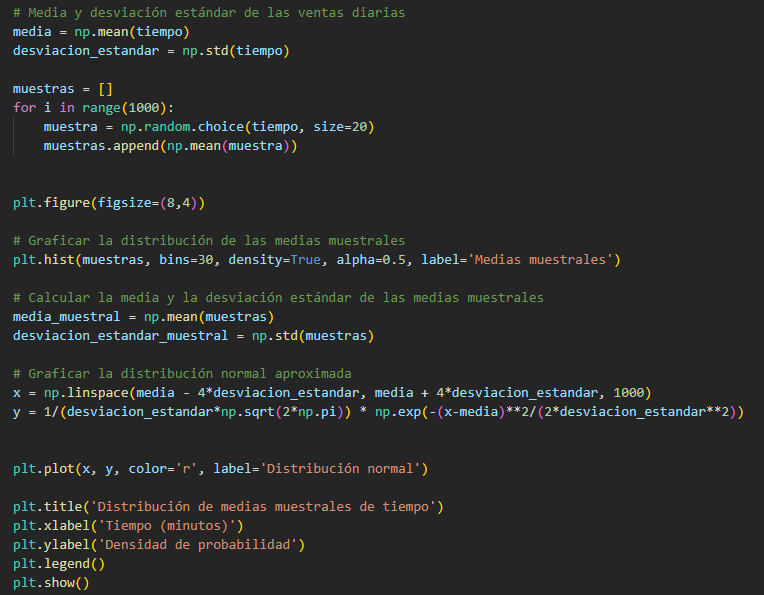 # Media y desviación estándar de las ventas diarias
media = np.mean(tiempo)
desviacion_estandar = np.std(tiempo)
muestras = []
for i in range(1000):
    muestra = np.random.choice(tiempo, size=20)
    muestras.append(np.mean(muestra))
plt.figure(figsize=(8,4))
# Graficar la distribución de las medias muestrales
plt.hist(muestras, bins=30, density=True, alpha=0.5, label='Medias muestrales')
# Calcular la media y la desviación estándar de las medias muestrales
media_muestral = np.mean(muestras)
desviacion_estandar_muestral = np.std(muestras)
# Graficar la distribución normal aproximada
x = np.linspace(media - 4*desviacion_estandar, media + 4*desviacion_estandar, 1000)
y = 1/(desviacion_estandar*np.sqrt(2*np.pi)) * np.exp(-(x-media)**2/(2*desviacion_estandar**2))
plt.plot(x, y, color='r', label='Distribución normal')
plt.title('Distribución de medias muestrales de tiempo')
plt.xlabel('Tiempo (minutos)')
plt.ylabel('Densidad de probabilidad')
plt.legend()
plt.show()